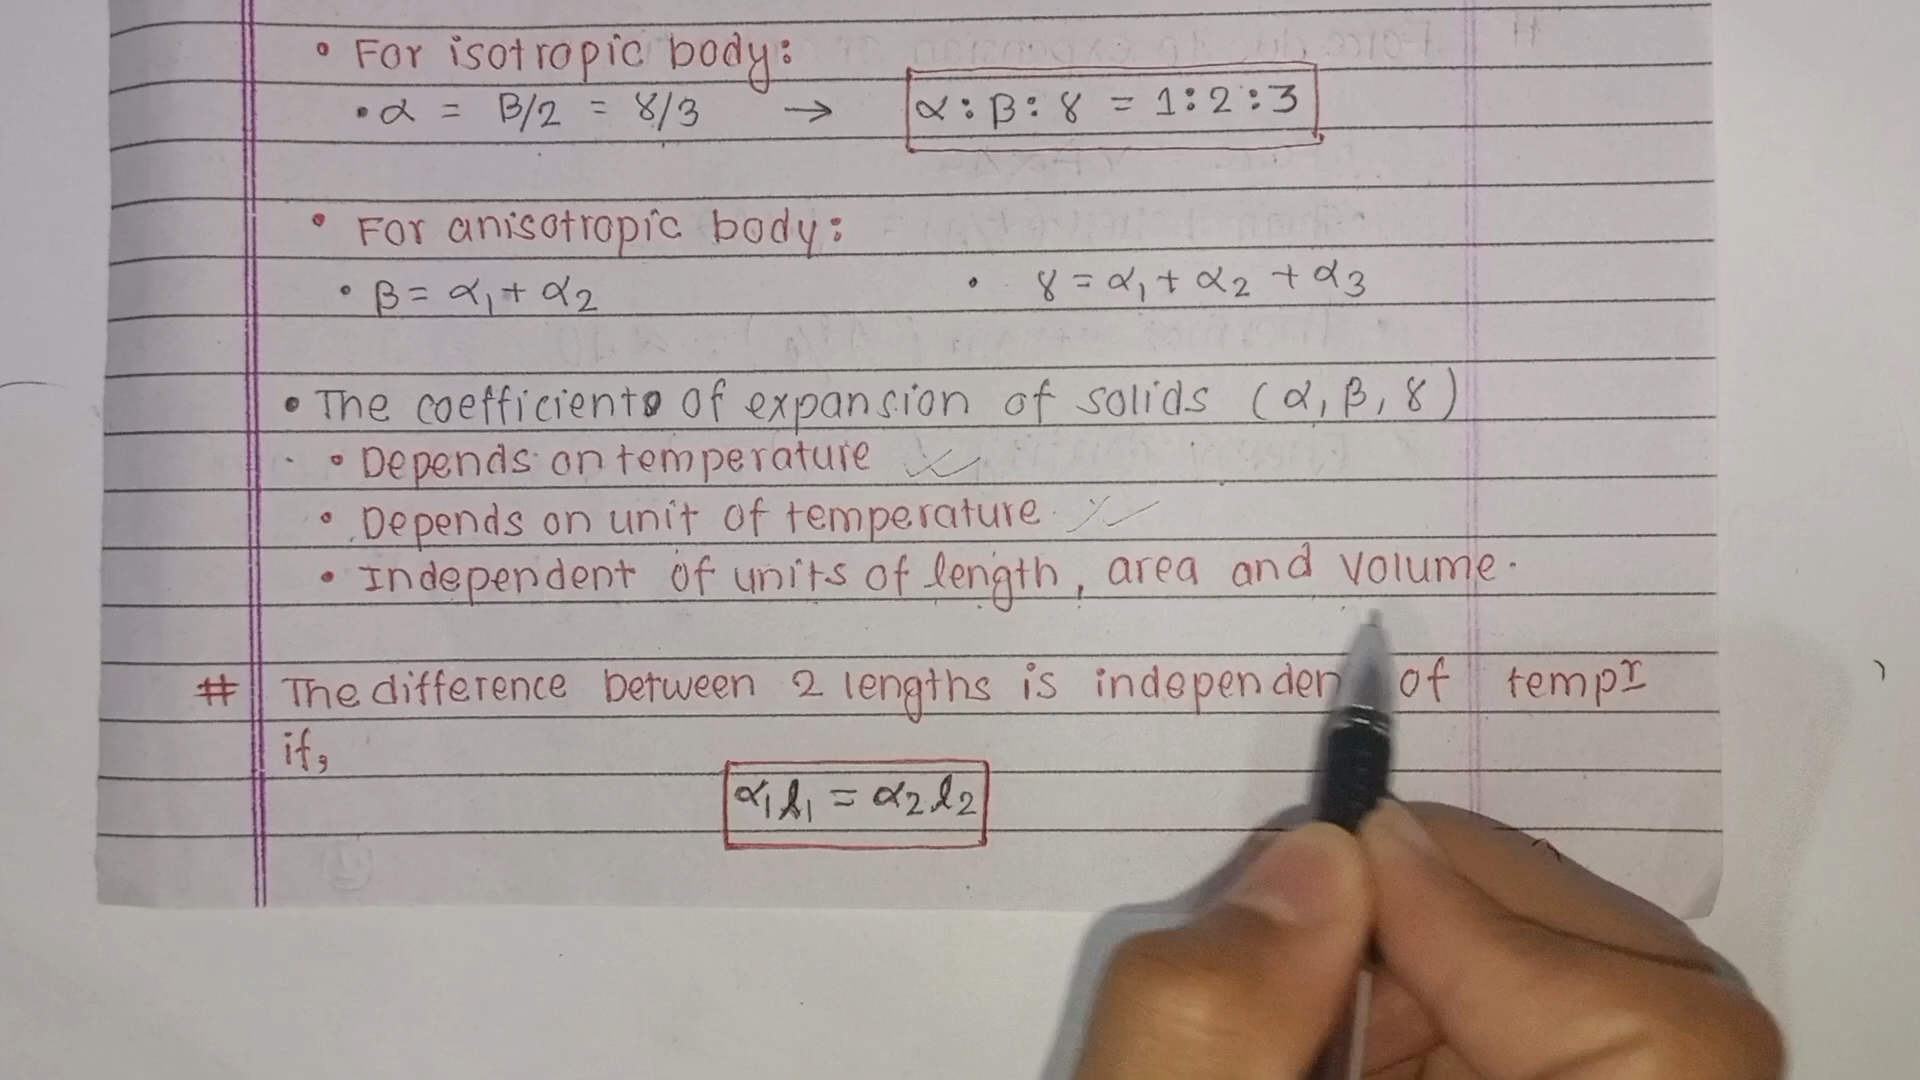 • For isotropic body:
• α = β/2 = γ/3 → α : β : γ = 1 : 2 : 3
• For anisotropic body:
• β = α₁ + α₂ • γ = α₁ + α₂ + α₃
• The coefficients of expansion of solids (α, β, γ)
• Depends on temperature
• Depends on unit of temperature
• Independent of units of length, area and volume.
# The difference between 2 lengths is independen of tempr
if,
α₁l₁ = α₂l₂